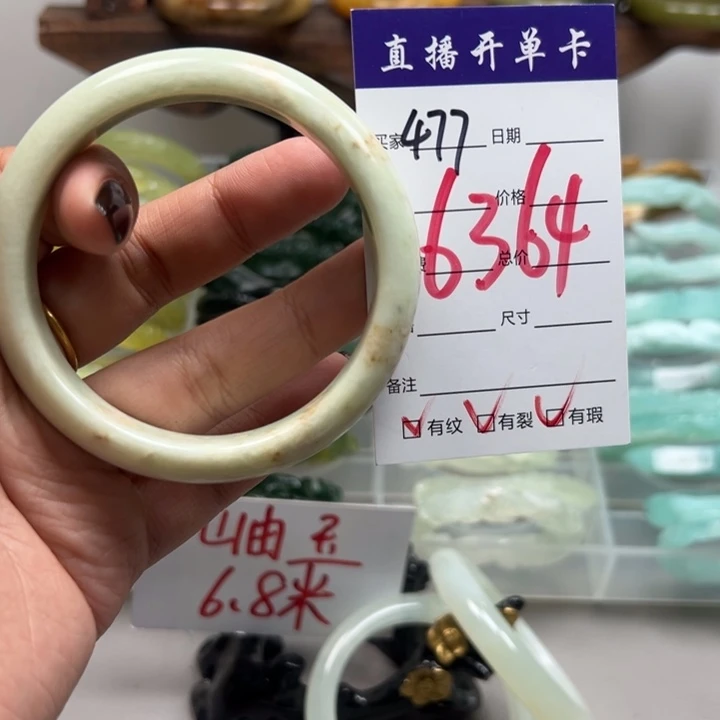 直播开单卡
买家 477 日期
价格
6364
总价
尺寸
备注
有纹 有裂 有瑕
岫玉
6.8米